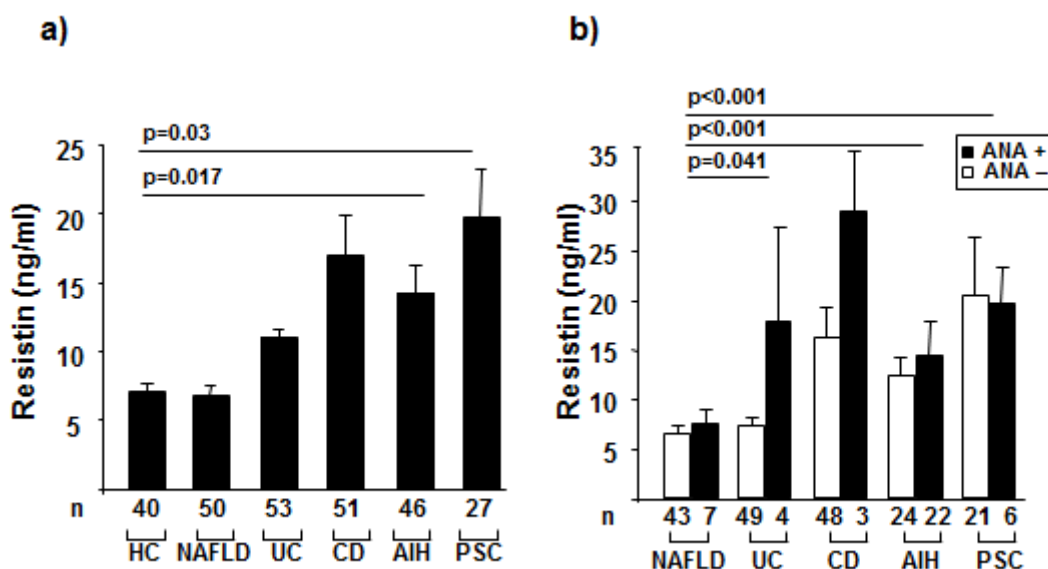 a)
p=0.03
p=0.017
25
20
15
10
5
Resistin (ng/ml)
n 40 50 53 51 46 27
HC NAFLD UC CD AIH PSC
b)
p<0.001
p<0.001
p=0.041
ANA +
ANA –
35
30
25
20
15
10
5
Resistin (ng/ml)
n 43 7 49 4 48 3 24 22 21 6
NAFLD UC CD AIH PSC